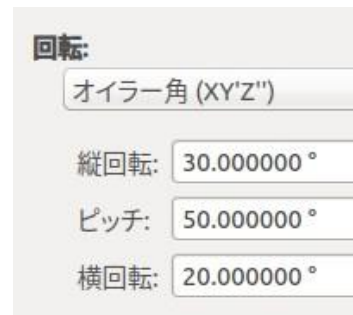 回転:
オイラー角 (XY'Z'')
縦回転: 30.000000 °
ピッチ: 50.000000 °
横回転: 20.000000 °